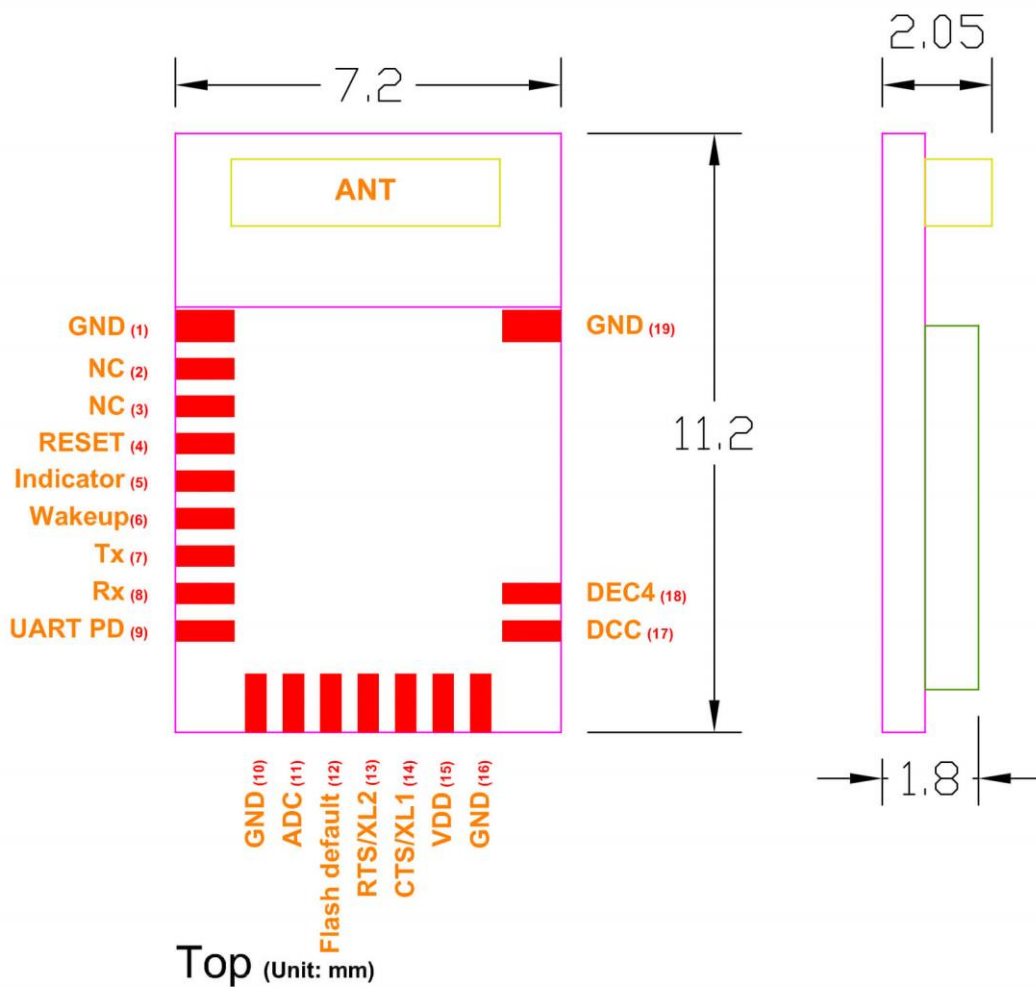 2.05
7.2
ANT
GND (1)
GND (19)
NC (2)
NC (3)
11.2
RESET (4)
Indicator (5)
Wakeup(6)
Tx (7)
Rx (8)
DEC4 (18)
UART PD (9)
DCC (17)
1.8
GND (10)
ADC (11)
Flash default (12)
RTS/XL2 (13)
CTS/XL1 (14)
VDD (15)
GND (16)
Top (Unit: mm)